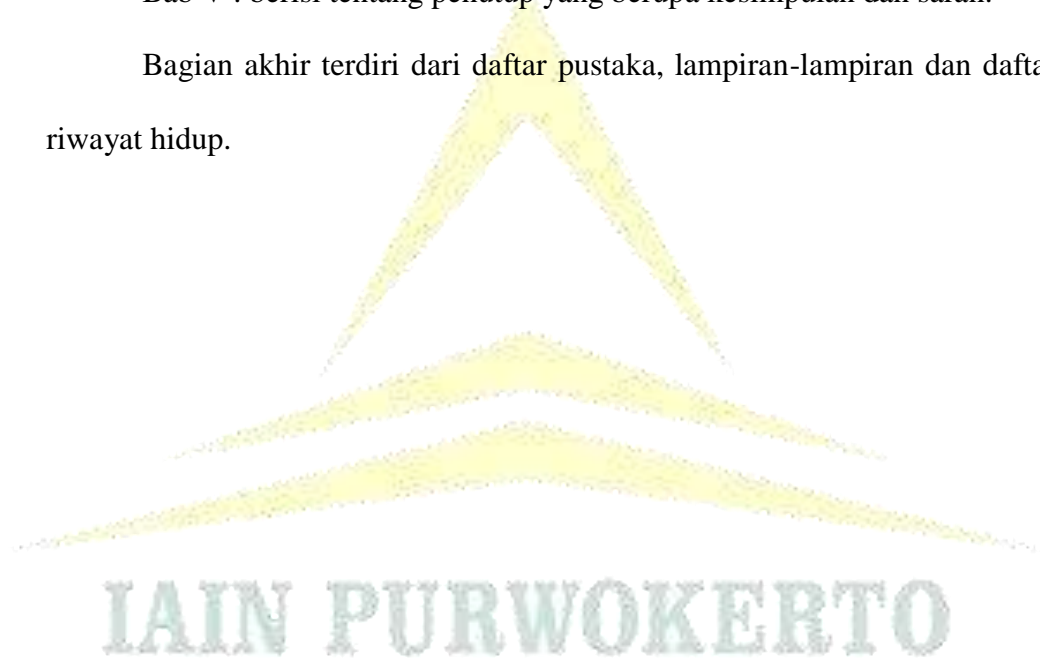 Bab V : berisi tentang penutup yang berupa kesimpulan dan saran.
Bagian akhir terdiri dari daftar pustaka, lampiran-lampiran dan dafta
riwayat hidup.
IAIN PURWOKERTO